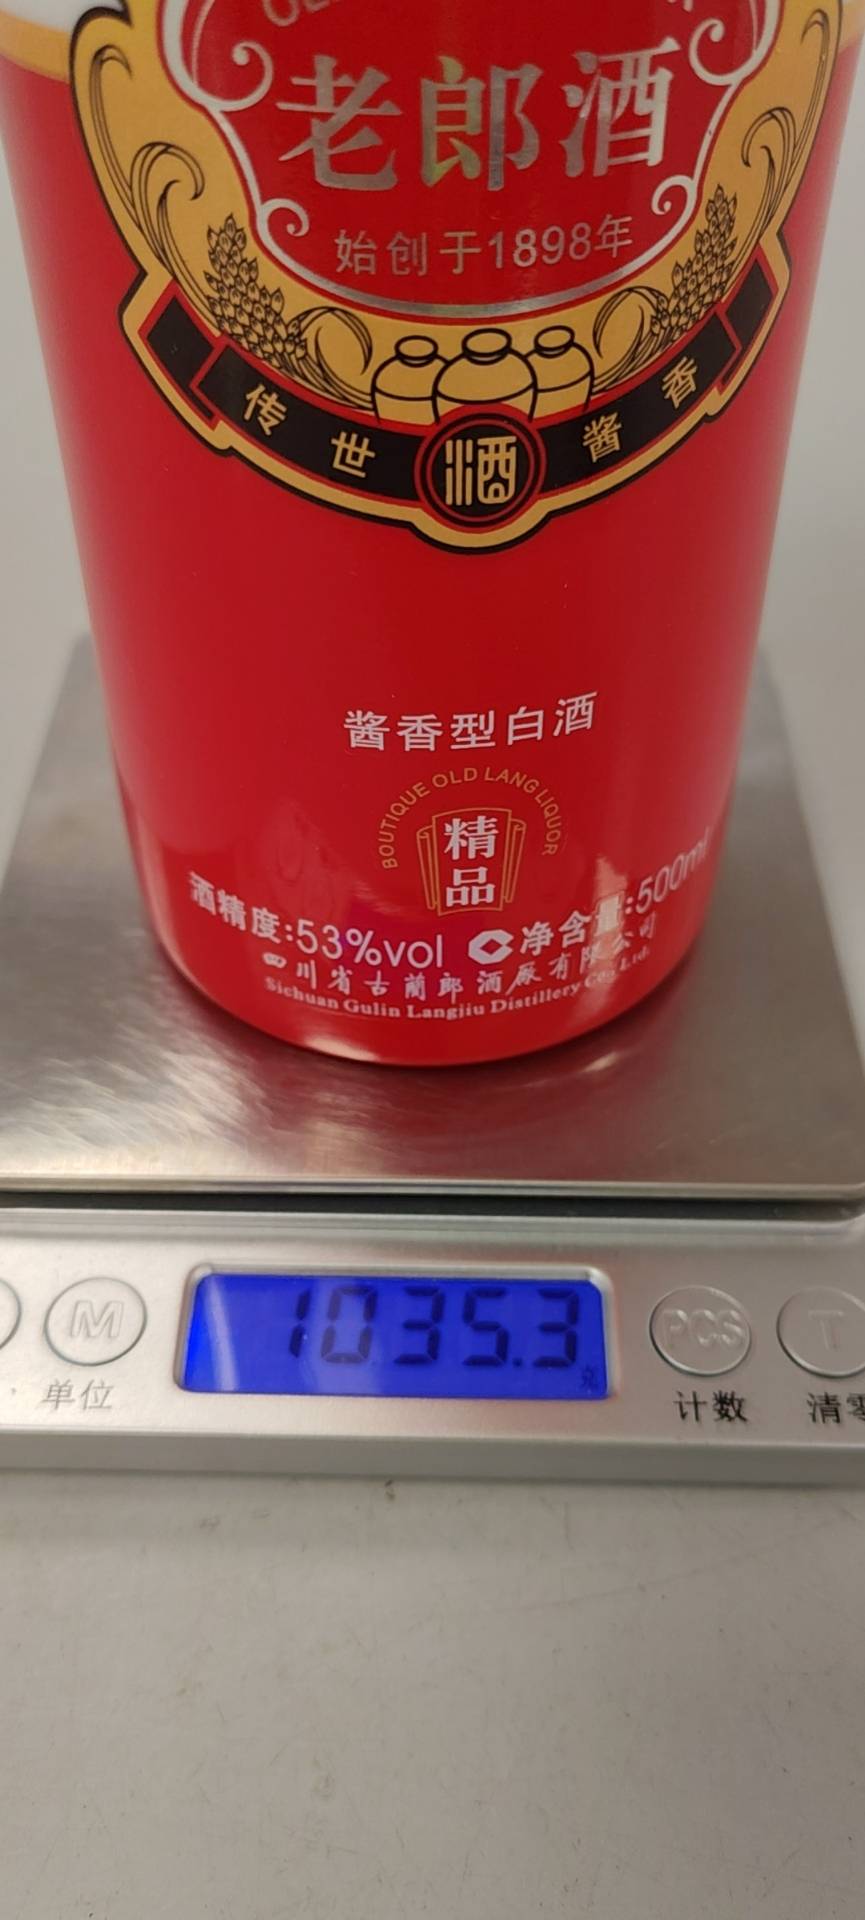 老郎酒
始创于1898年
传世酱香
酒
酱香型白酒
BOUTIQUE OLD LANG LIQUOR
精品
酒精度:53%vol 净含量:500ml
四川省古蔺郎酒厂有限公司
Sichuan Gulin Langjiu Distillery Co., Ltd.
1035.3
M PCS T
单位 计数 清零